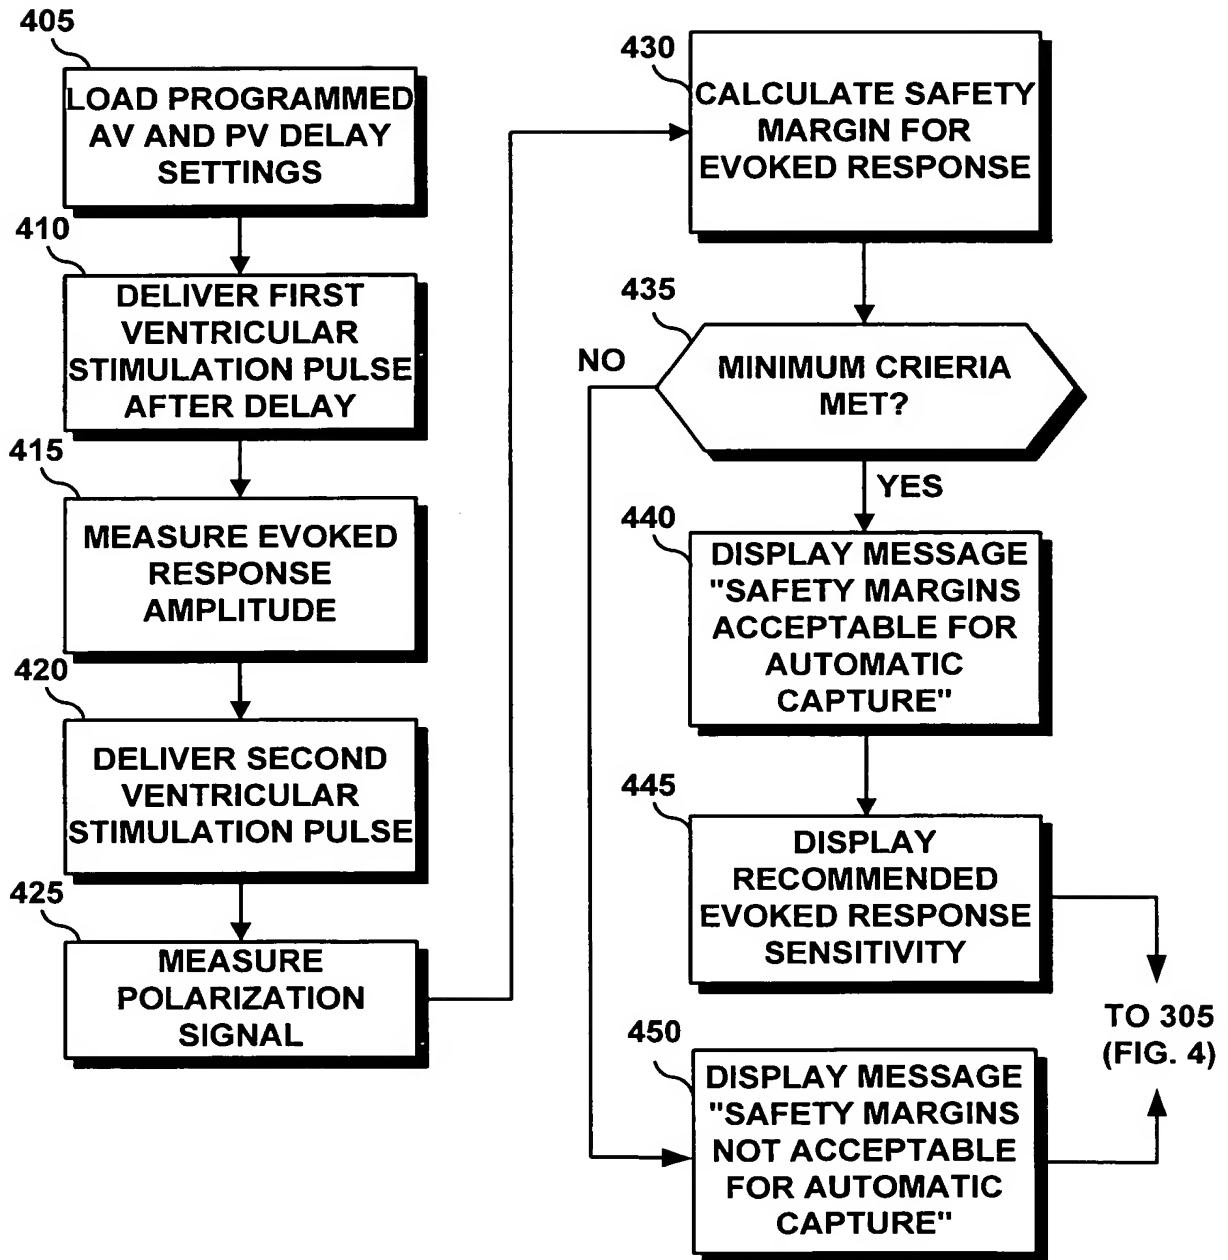 405
LOAD PROGRAMMED
AV AND PV DELAY
SETTINGS
410
DELIVER FIRST
VENTRICULAR
STIMULATION PULSE
AFTER DELAY
415
MEASURE EVOKED
RESPONSE
AMPLITUDE
420
DELIVER SECOND
VENTRICULAR
STIMULATION PULSE
425
MEASURE
POLARIZATION
SIGNAL
430
CALCULATE SAFETY
MARGIN FOR
EVOKED RESPONSE
435
MINIMUM CRIERIA
MET?
NO
YES
440
DISPLAY MESSAGE
"SAFETY MARGINS
ACCEPTABLE FOR
AUTOMATIC
CAPTURE"
445
DISPLAY
RECOMMENDED
EVOKED RESPONSE
SENSITIVITY
TO 305
(FIG. 4)
450
DISPLAY MESSAGE
"SAFETY MARGINS
NOT ACCEPTABLE
FOR AUTOMATIC
CAPTURE"